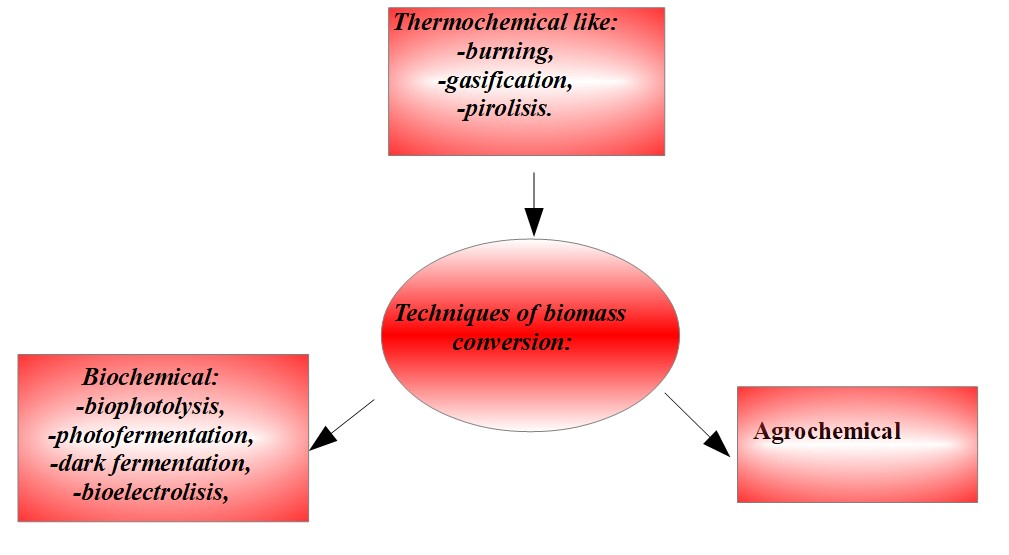 Thermochemical like:
-burning,
-gasification,
-pirolisis.
Techniques of biomass
conversion:
Biochemical:
-biophotolysis,
-photofermentation,
-dark fermentation,
-bioelectrolisis,
Agrochemical